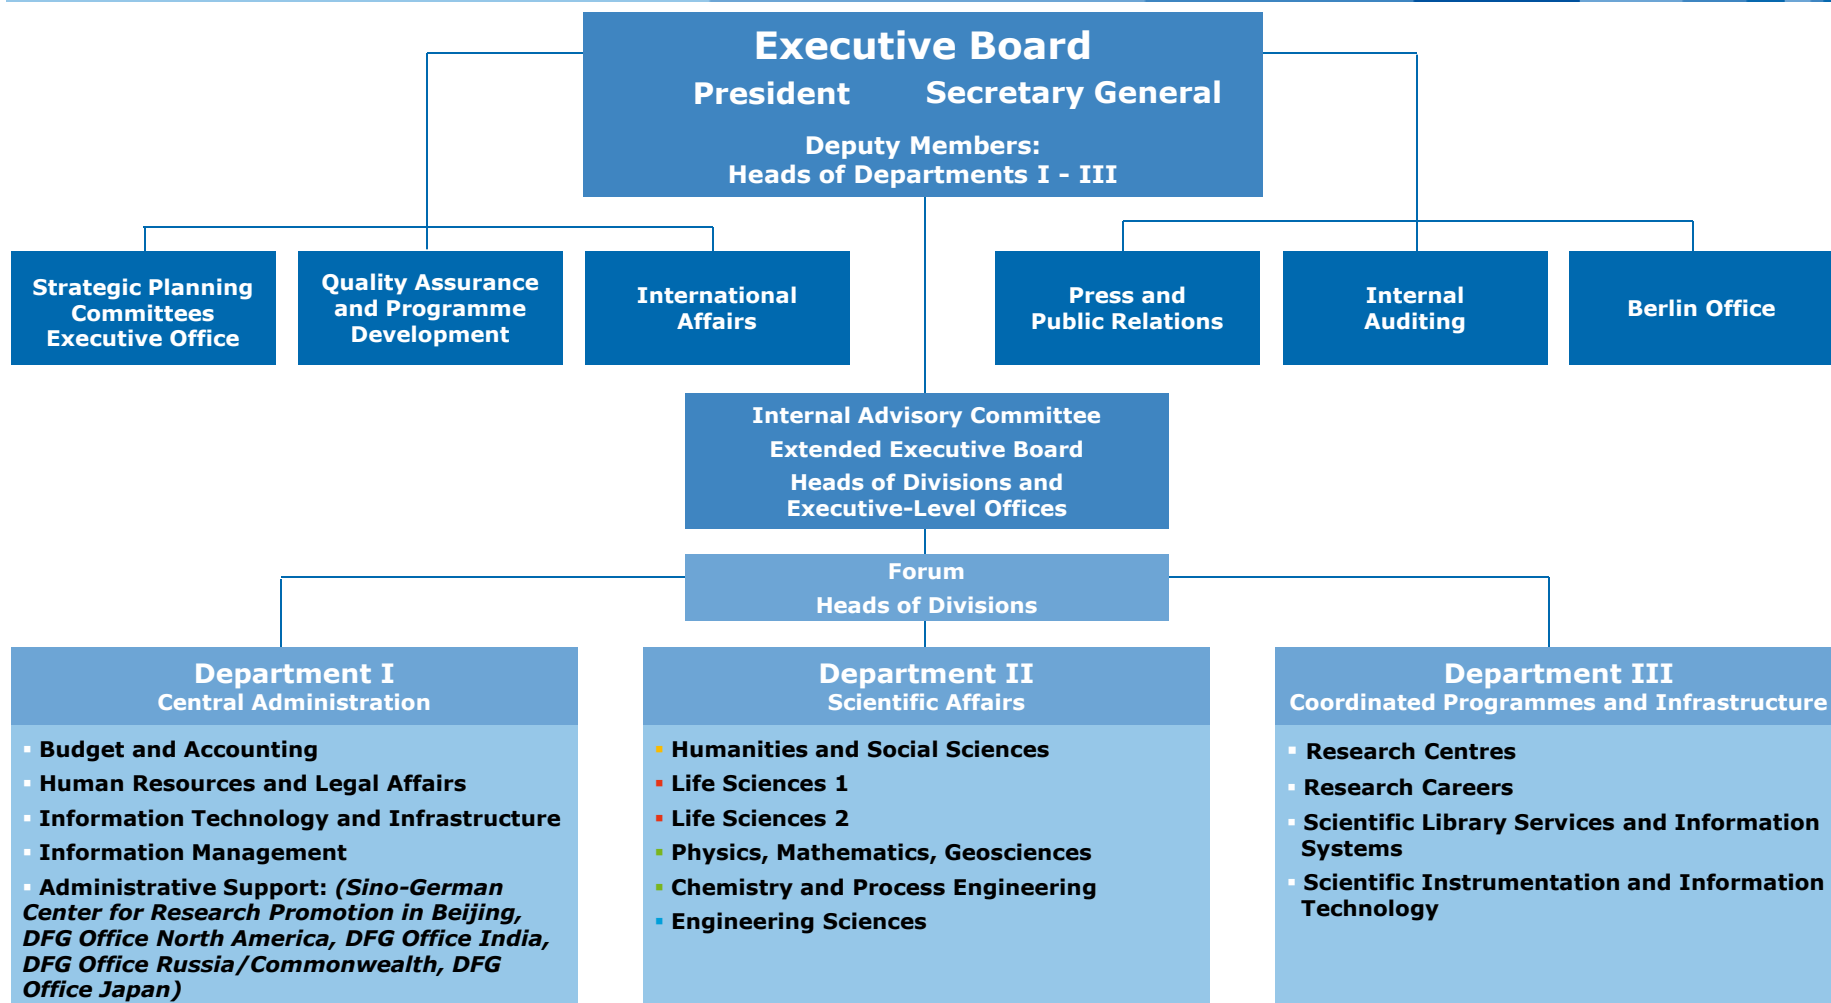 Executive Board
President Secretary General
Deputy Members:
Heads of Departments I - III
Strategic Planning
Committees
Executive Office
Quality Assurance
and Programme
Development
International
Affairs
Press and
Public Relations
Internal
Auditing
Berlin Office
Internal Advisory Committee
Extended Executive Board
Heads of Divisions and
Executive-Level Offices
Forum
Heads of Divisions
Department I
Central Administration
Budget and Accounting
Human Resources and Legal Affairs
Information Technology and Infrastructure
Information Management
Administrative Support: (Sino-German
Center for Research Promotion in Beijing,
DFG Office North America, DFG Office India,
DFG Office Russia/Commonwealth, DFG
Office Japan)
Department II
Scientific Affairs
Humanities and Social Sciences
Life Sciences 1
Life Sciences 2
Physics, Mathematics, Geosciences
Chemistry and Process Engineering
Engineering Sciences
Department III
Coordinated Programmes and Infrastructure
Research Centres
Research Careers
Scientific Library Services and Information
Systems
Scientific Instrumentation and Information
Technology